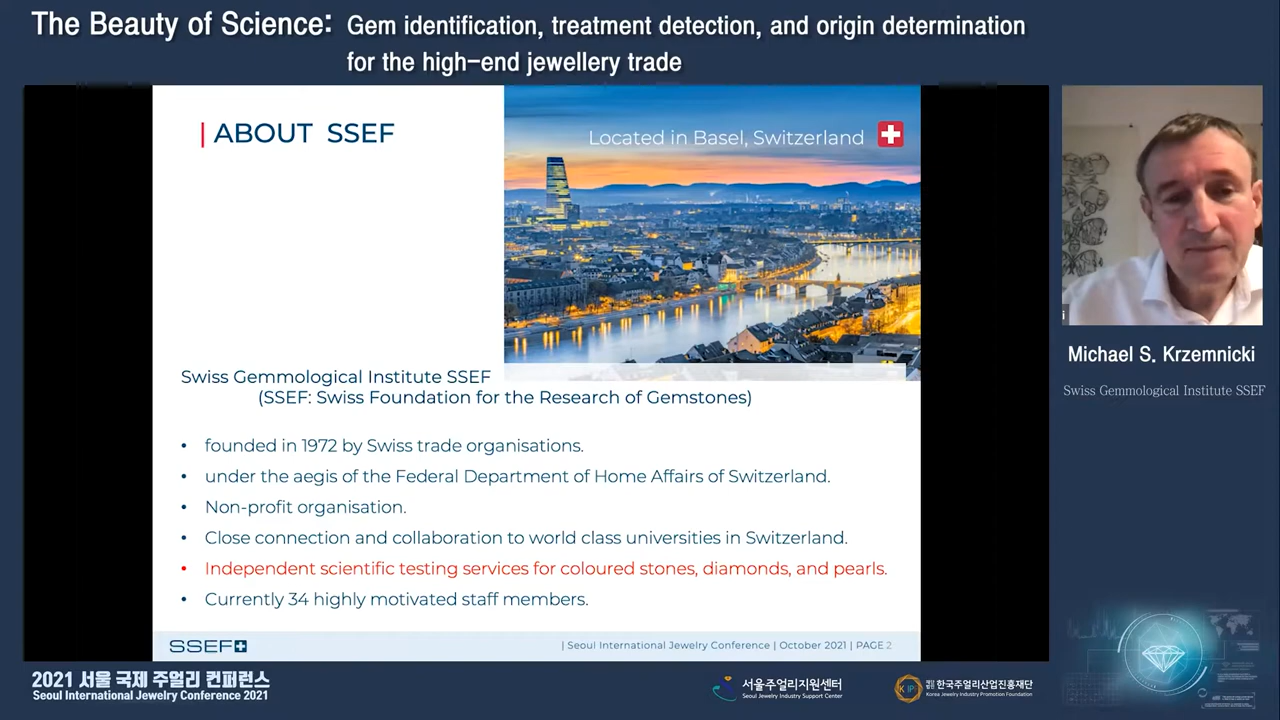 The Beauty of Science: Gem identification, treatment detection, and origin determination
for the high-end jewellery trade
| ABOUT SSEF
Located in Basel, Switzerland
Swiss Gemmological Institute SSEF
(SSEF: Swiss Foundation for the Research of Gemstones)
• founded in 1972 by Swiss trade organisations.
• under the aegis of the Federal Department of Home Affairs of Switzerland.
• Non-profit organisation.
• Close connection and collaboration to world class universities in Switzerland.
• Independent scientific testing services for coloured stones, diamonds, and pearls.
• Currently 34 highly motivated staff members.
SSEF
| Seoul International Jewelry Conference | October 2021 | PAGE 2
Michael S. Krzemnicki
Swiss Gemmological Institute SSEF
2021 서울 국제 주얼리 컨퍼런스
Seoul International Jewelry Conference 2021
서울주얼리지원센터
Seoul Jewelry Industry Support Center
재단법인 한국주얼리산업진흥재단
Korea Jewelry Industry Promotion Foundation